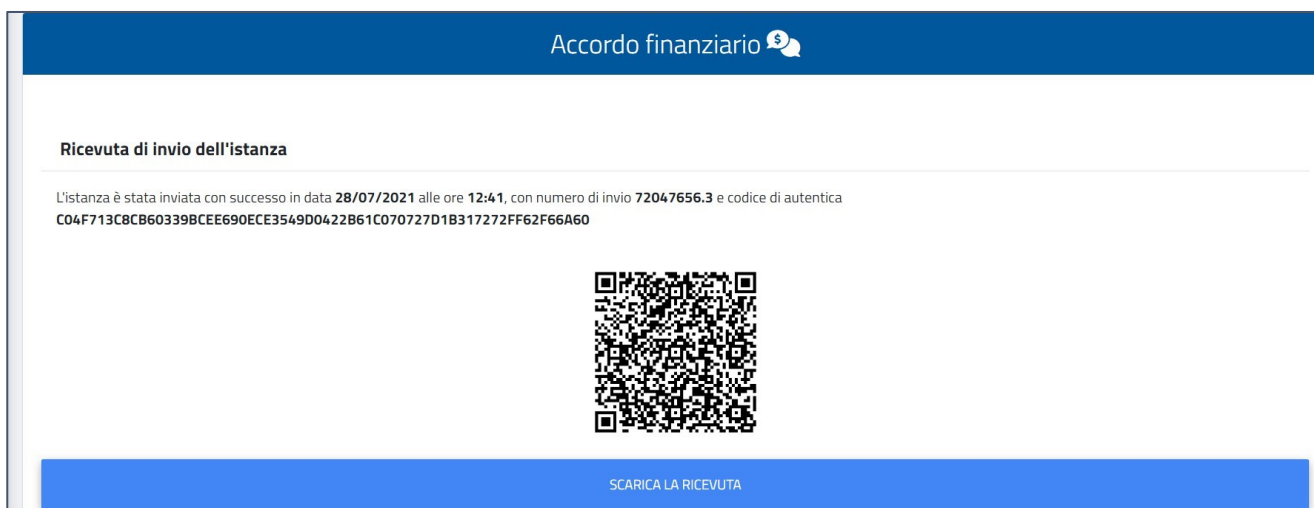 Accordo finanziario
Ricevuta di invio dell'istanza
L'istanza è stata inviata con successo in data 28/07/2021 alle ore 12:41, con numero di invio 72047656.3 e codice di autentica
C04F713C8CB60339BCEE690ECE3549D0422B61C070727D1B317272FF62F66A60
SCARICA LA RICEVUTA